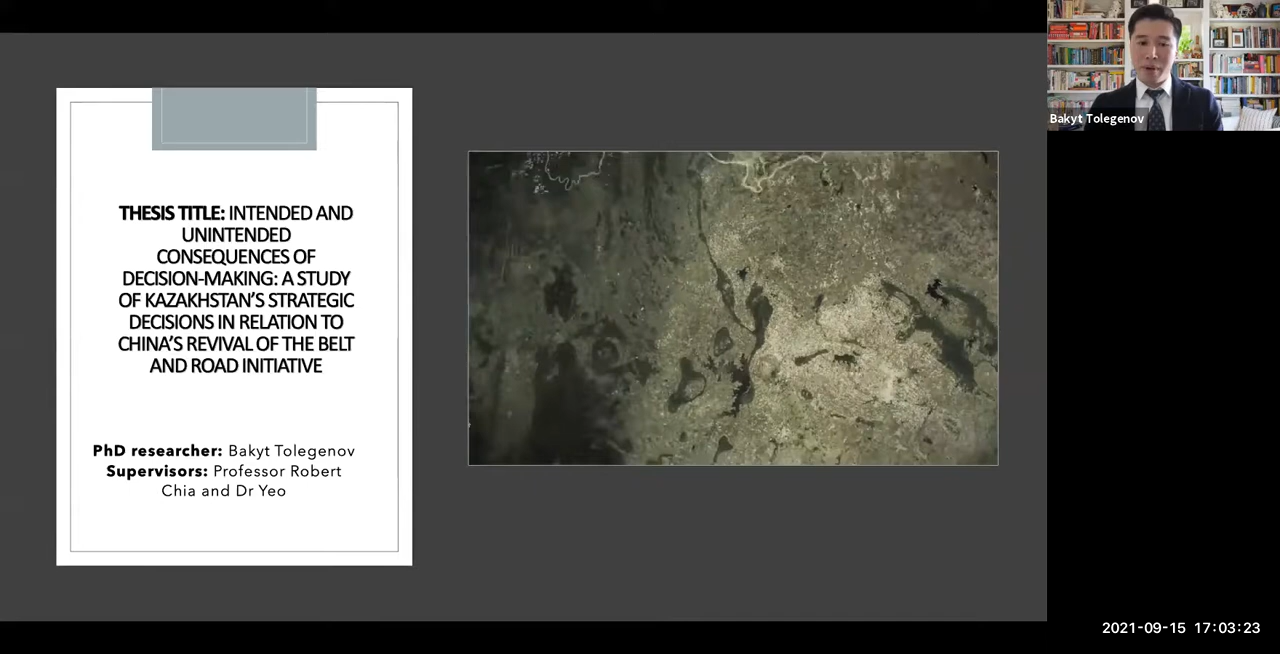 THESIS TITLE: INTENDED AND
UNINTENDED
CONSEQUENCES OF
DECISION-MAKING: A STUDY
OF KAZAKHSTAN’S STRATEGIC
DECISIONS IN RELATION TO
CHINA’S REVIVAL OF THE BELT
AND ROAD INITIATIVE
PhD researcher: Bakyt Tolegenov
Supervisors: Professor Robert
Chia and Dr Yeo
Bakyt Tolegenov
2021-09-15 17:03:23